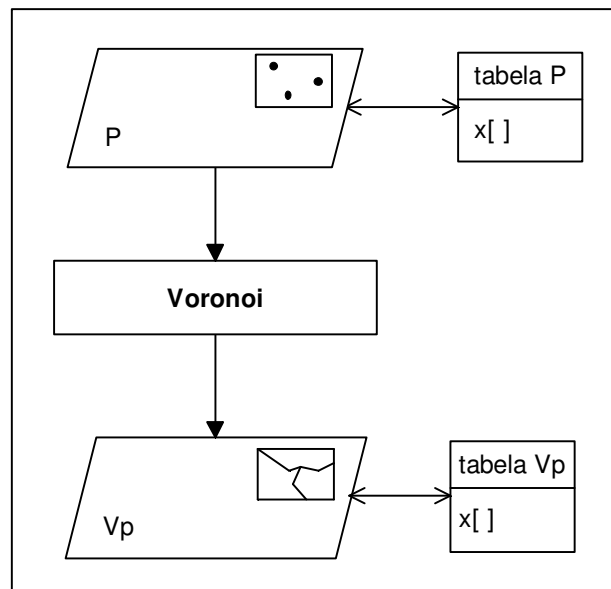 tabela P
P
x[ ]
Voronoi
tabela Vp
Vp
x[ ]